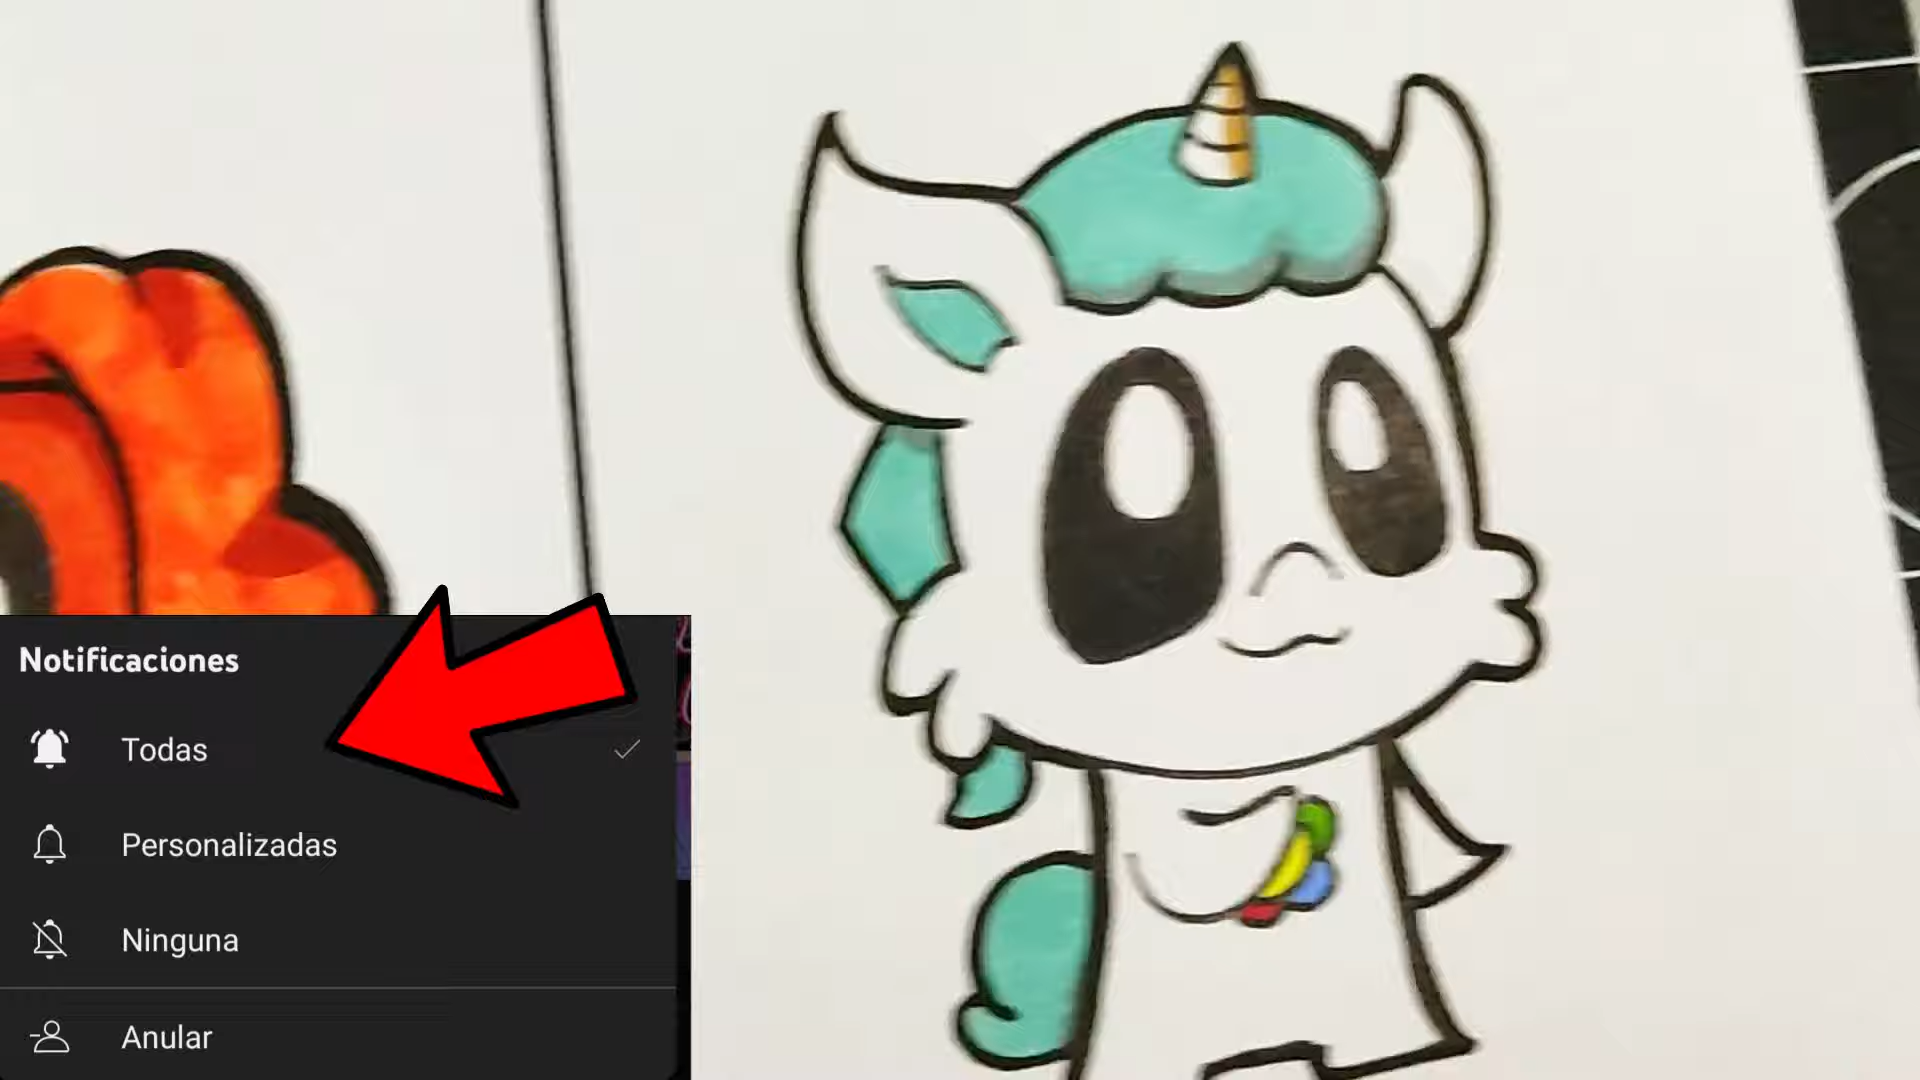 Notificaciones
Todas
Personalizadas
Ninguna
Anular